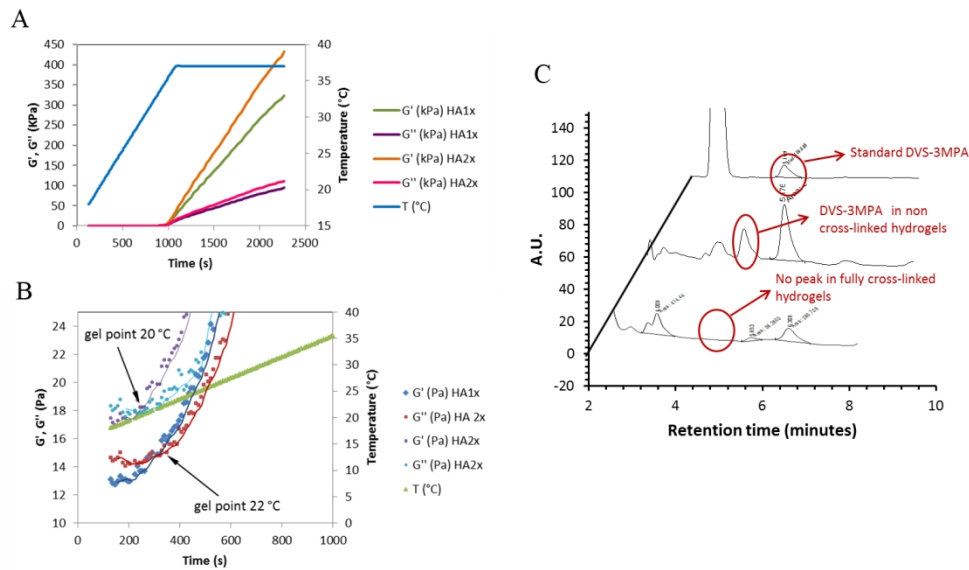 A
G', G'' (KPa)
450
400
350
300
250
200
150
100
50
0
0 500 1000 1500 2000 2500
Time (s)
40
35
30
25
20
15
Temperature (°C)
G' (kPa) HA1x
G'' (kPa) HA1x
G' (kPa) HA2x
G'' (kPa) HA2x
T (°C)
B
G', G'' (Pa)
24
22
20
18
16
14
12
10
0 200 400 600 800 1000
Time (s)
40
35
30
25
20
15
10
5
0
Temperature (°C)
gel point 20 °C
gel point 22 °C
G' (Pa) HA1x
G'' (Pa) HA 2x
G' (Pa) HA2x
G'' (Pa) HA2x
T (°C)
C
A.U.
140
120
100
80
60
40
20
0
-20
2 4 6 8 10
Retention time (minutes)
Standard DVS-3MPA
DVS-3MPA in non
cross-linked hydrogels
No peak in fully cross-linked
hydrogels